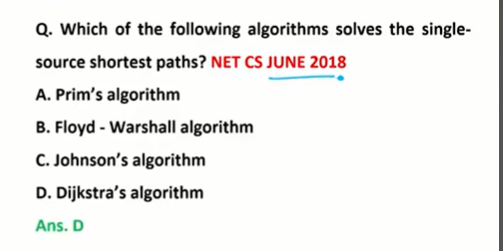 Q. Which of the following algorithms solves the single-
source shortest paths? NET CS JUNE 2018
A. Prim's algorithm
B. Floyd - Warshall algorithm
C. Johnson's algorithm
D. Dijkstra's algorithm
Ans. D